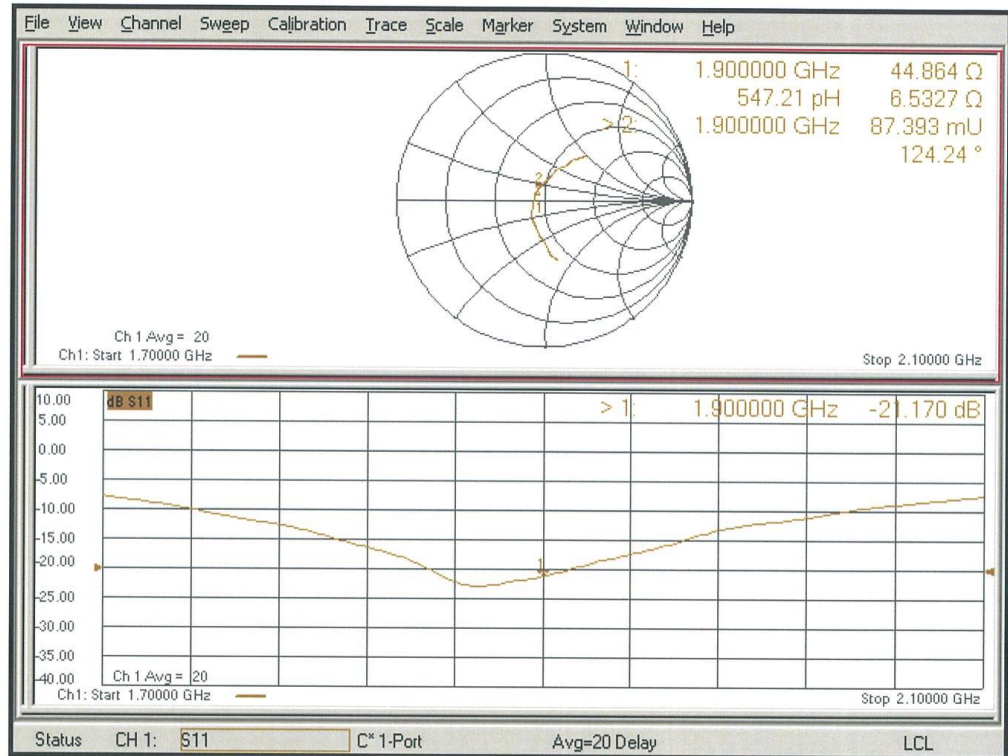 File View Channel Sweep Calibration Trace Scale Marker System Window Help
1: 1.900000 GHz 44.864 Ω
547.21 pH 6.5327 Ω
> 2: 1.900000 GHz 87.393 mU
124.24 °
2
1
Ch 1 Avg = 20
Ch1: Start 1.70000 GHz
Stop 2.10000 GHz
10.00
dB S11
> 1: 1.900000 GHz -21.170 dB
5.00
0.00
-5.00
-10.00
-15.00
-20.00
1
-25.00
-30.00
-35.00
-40.00
Ch 1 Avg = 20
Ch1: Start 1.70000 GHz
Stop 2.10000 GHz
Status CH 1: S11 C* 1-Port Avg=20 Delay LCL